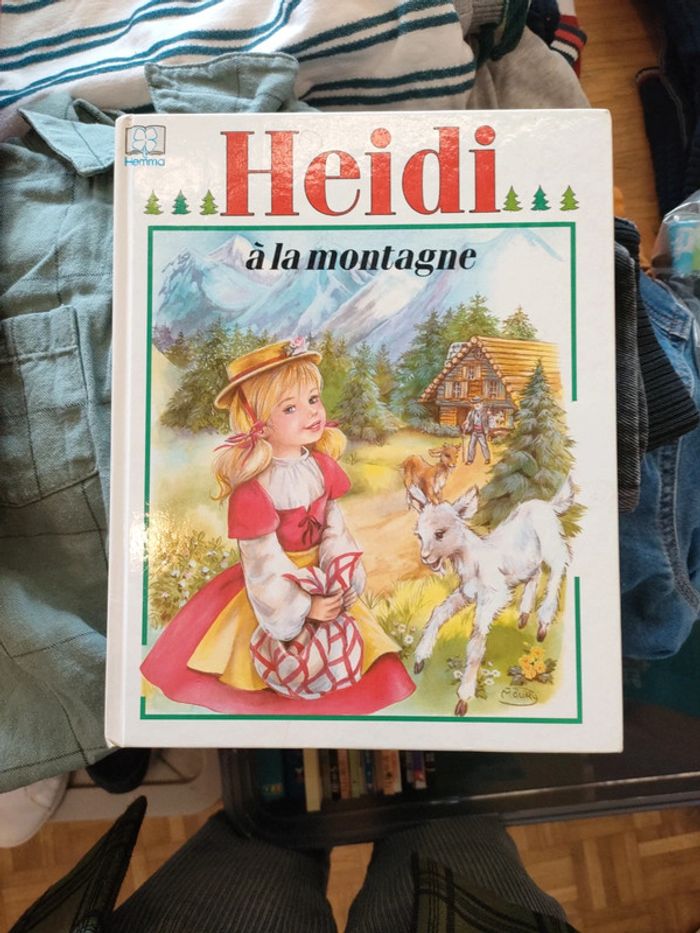 Hemma
Heidi
à la montagne